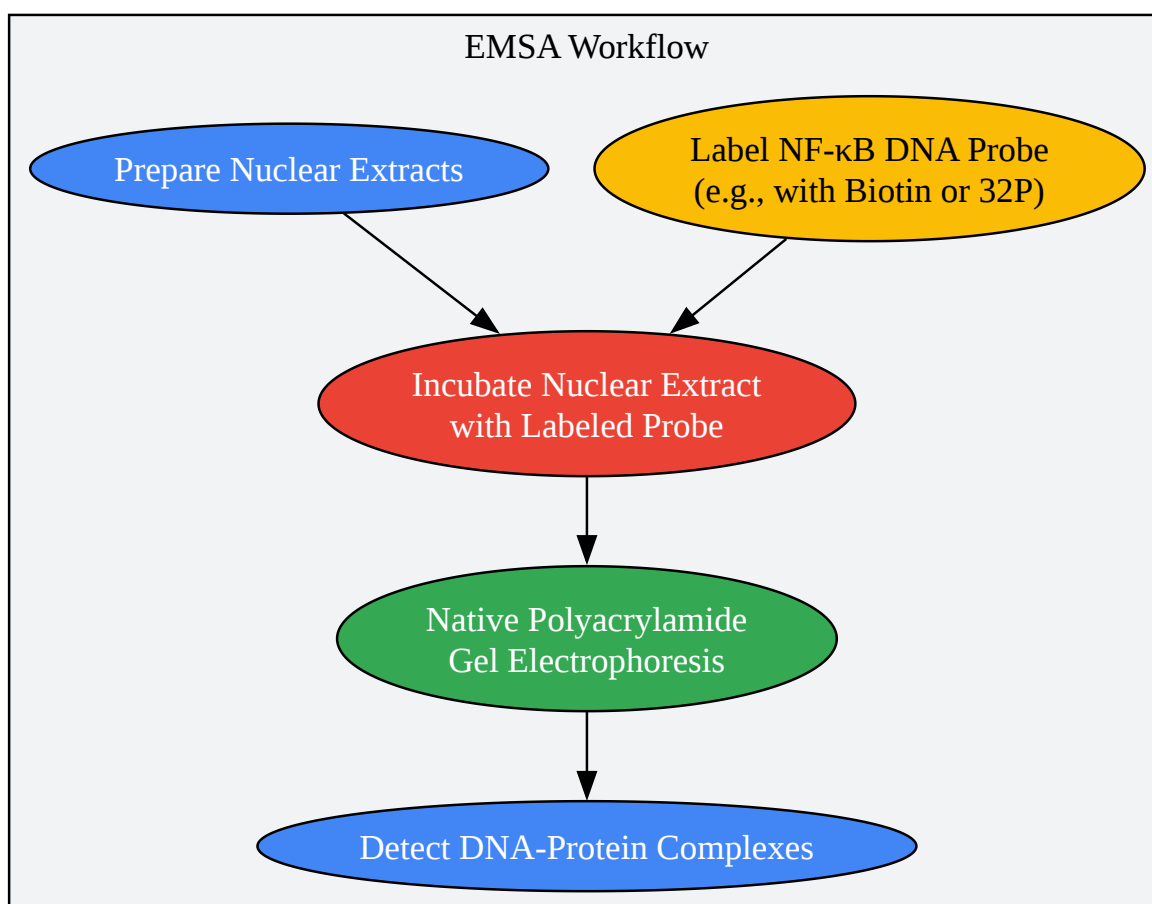 EMSA Workflow
Prepare Nuclear Extracts
Label NF-κB DNA Probe
(e.g., with Biotin or 32P)
Incubate Nuclear Extract
with Labeled Probe
Native Polyacrylamide
Gel Electrophoresis
Detect DNA-Protein Complexes